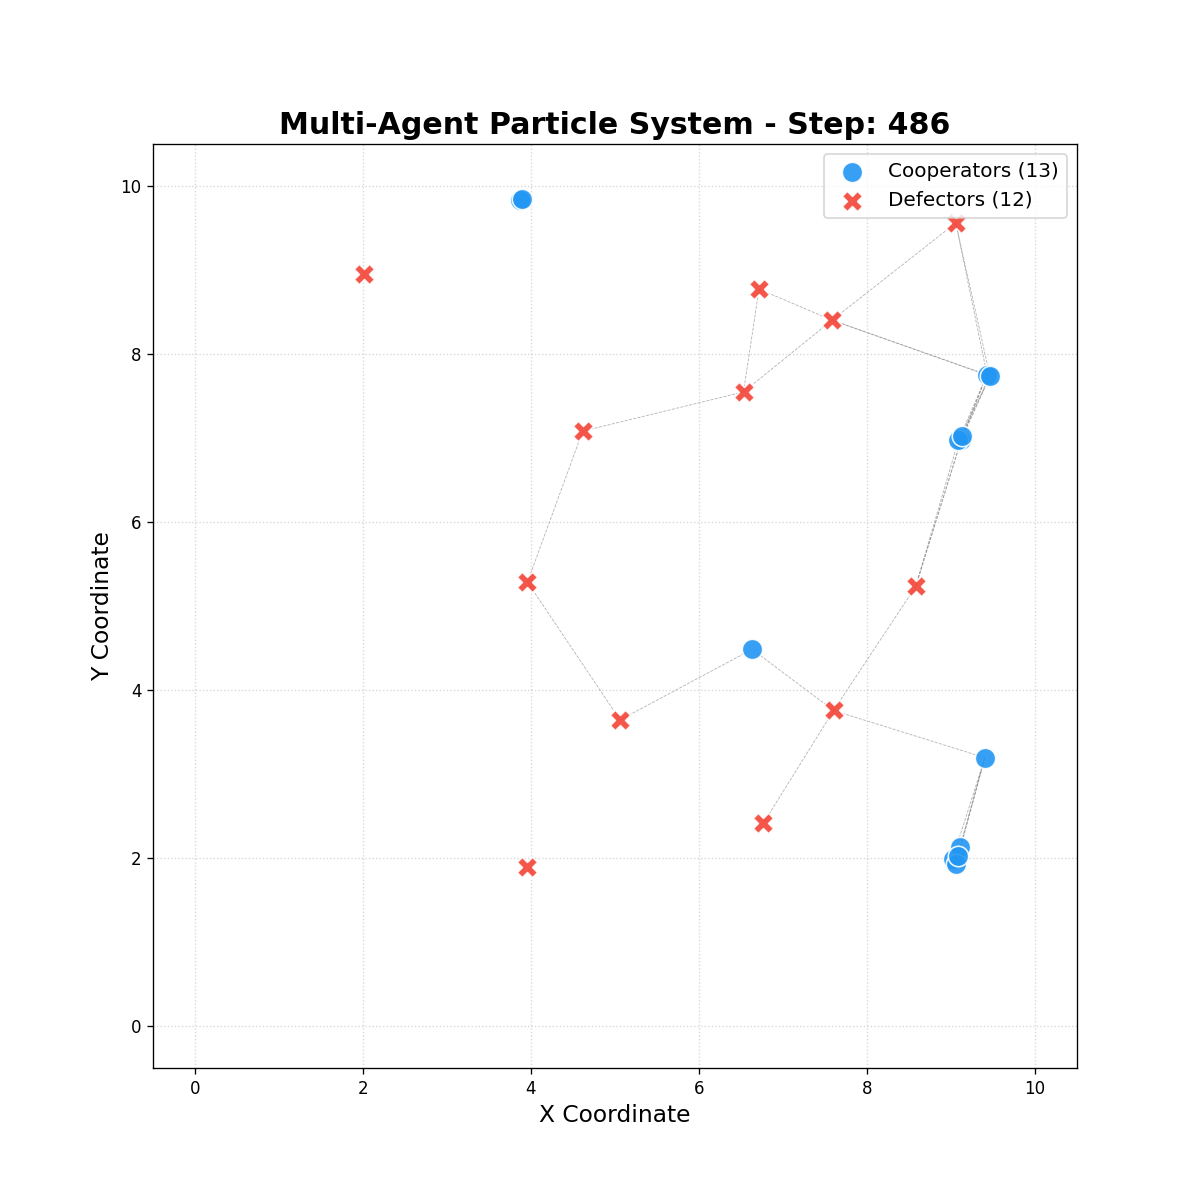 Multi-Agent Particle System - Step: 486
Cooperators (13)
Defectors (12)
10
8
6
4
2
0
Y Coordinate
0 2 4 6 8 10
X Coordinate